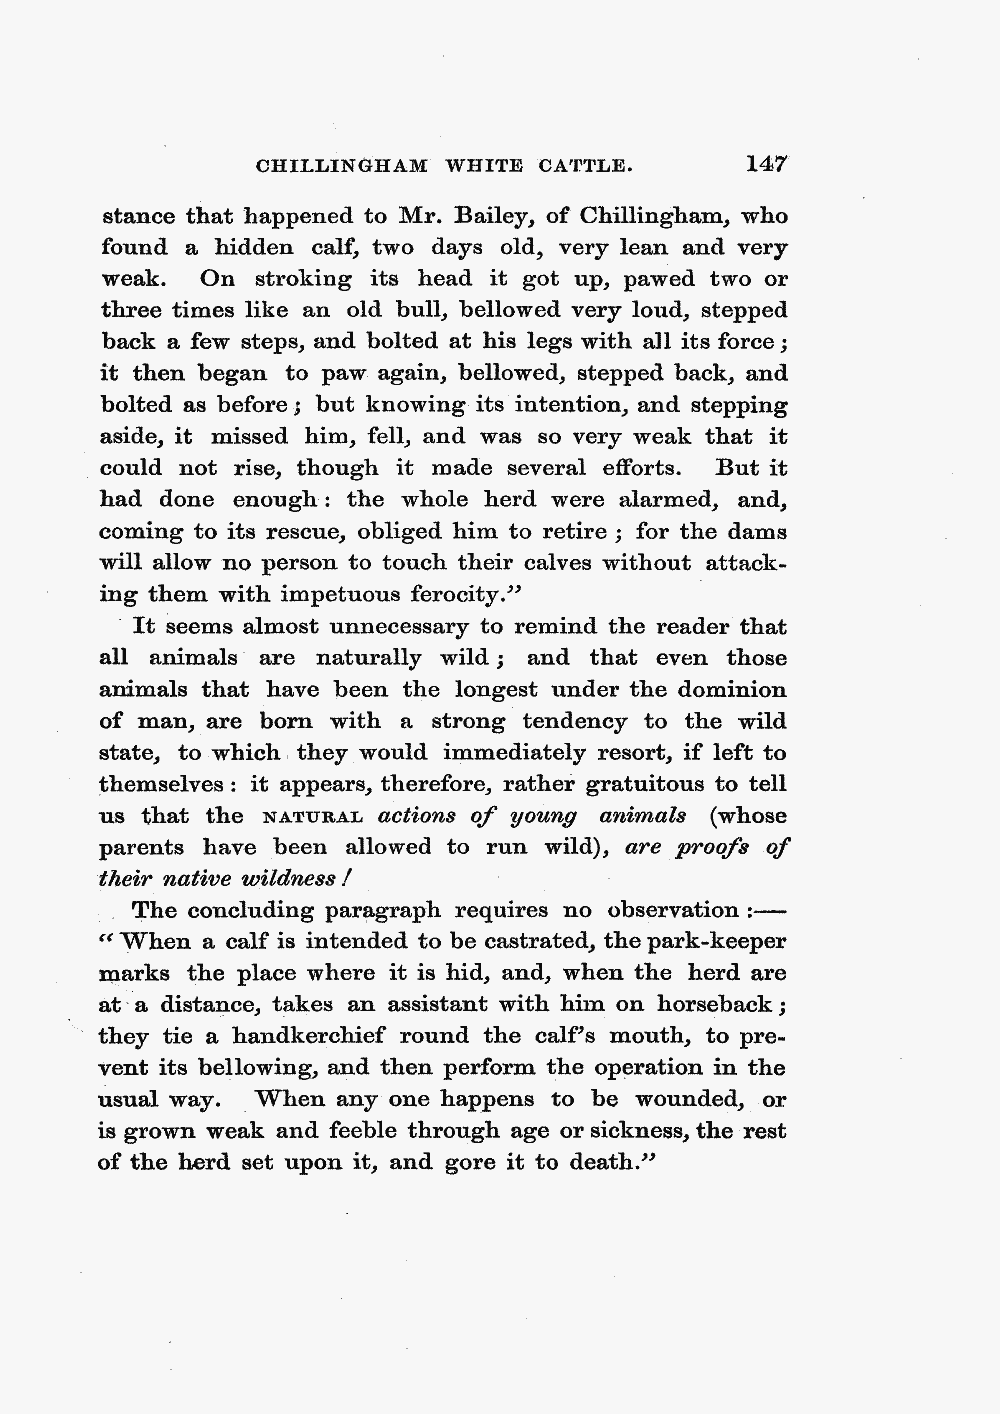 CHILLINGHAM WHITE CATTLE. 147
stance that happened to Mr. Bailey, of Chillingham, who
found a hidden calf, two days old, very lean and very
weak. On stroking its head it got up, pawed two or
three times like an old bull, bellowed very loud, stepped
back a few steps, and bolted at his legs with all its force;
it then began to paw again, bellowed, stepped back, and
bolted as before; but knowing its intention, and stepping
aside, it missed him, fell, and was so very weak that it
could not rise, though it made several efforts. But it
had done enough: the whole herd were alarmed, and,
coming to its rescue, obliged him to retire; for the dams
will allow no person to touch their calves without attack-
ing them with impetuous ferocity.”
It seems almost unnecessary to remind the reader that
all animals are naturally wild; and that even those
animals that have been the longest under the dominion
of man, are born with a strong tendency to the wild
state, to which they would immediately resort, if left to
themselves: it appears, therefore, rather gratuitous to tell
us that the NATURAL actions of young animals (whose
parents have been allowed to run wild), are proofs of
their native wildness!
The concluding paragraph requires no observation:—
“When a calf is intended to be castrated, the park-keeper
marks the place where it is hid, and, when the herd are
at a distance, takes an assistant with him on horseback;
they tie a handkerchief round the calf’s mouth, to pre-
vent its bellowing, and then perform the operation in the
usual way. When any one happens to be wounded, or
is grown weak and feeble through age or sickness, the rest
of the herd set upon it, and gore it to death.”